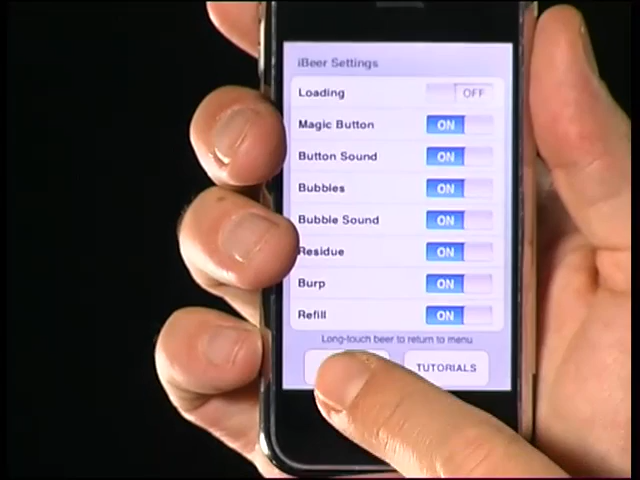 iBeer Settings
Loading OFF
Magic Button ON
Button Sound ON
Bubbles ON
Bubble Sound ON
Residue ON
Burp ON
Refill ON
Long-touch beer to return to menu
TUTORIALS